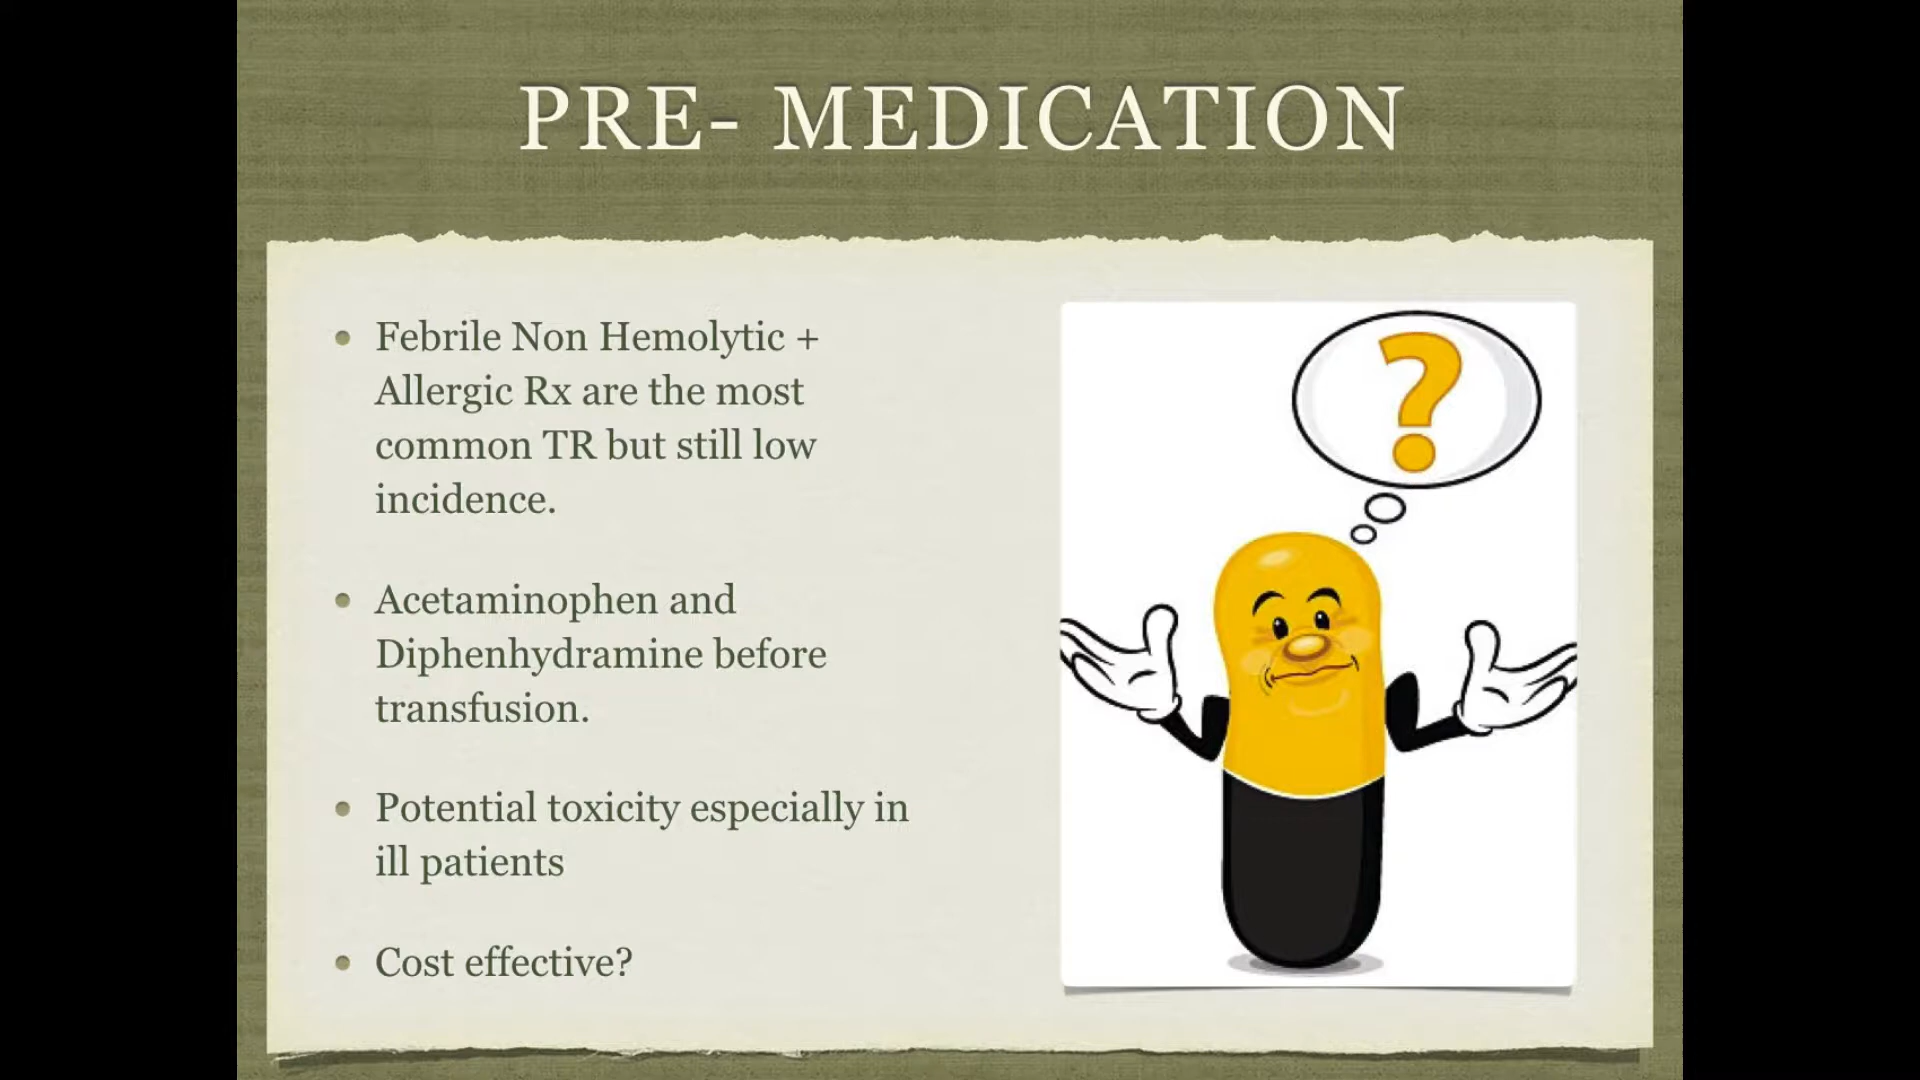 PRE- MEDICATION
Febrile Non Hemolytic +
Allergic Rx are the most
common TR but still low
incidence.
Acetaminophen and
Diphenhydramine before
transfusion.
Potential toxicity especially in
ill patients
Cost effective?
?